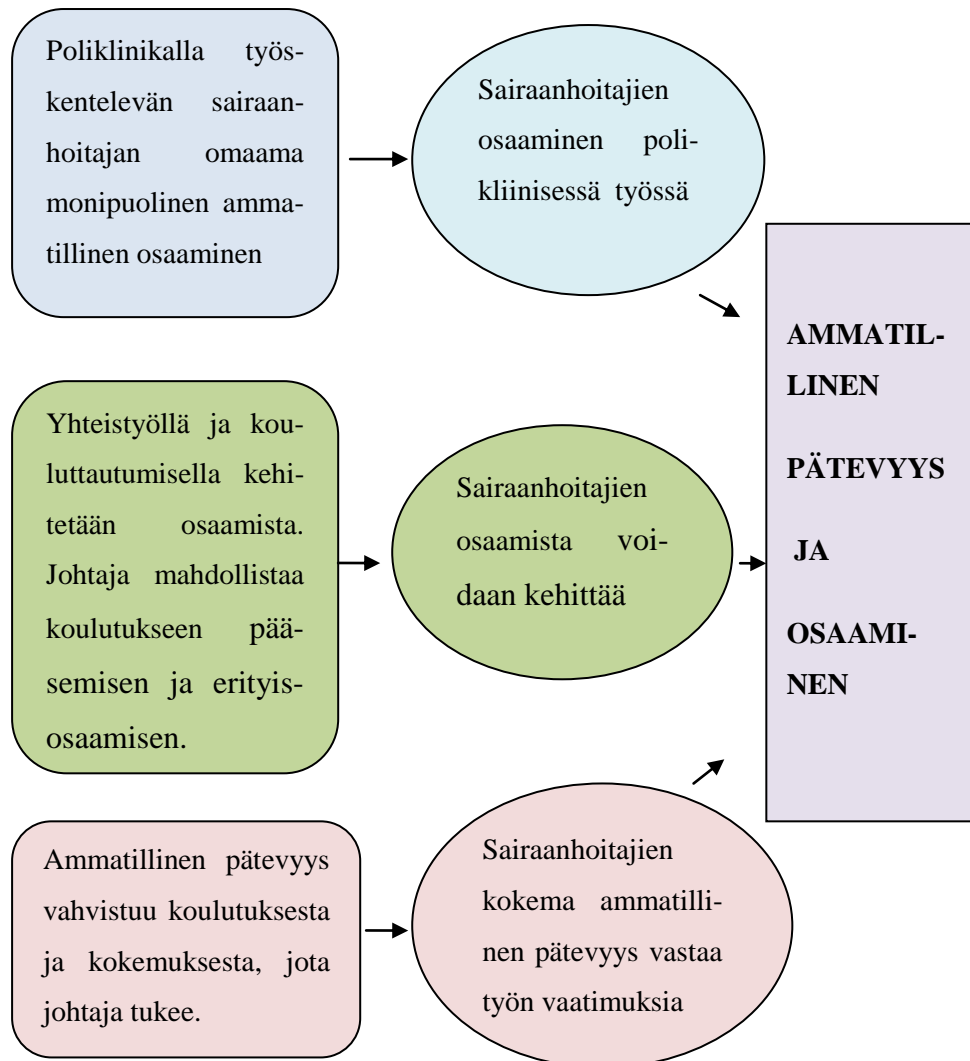 Poliklinikalla työs-
kentelevän sairaan-
hoitajan omaama
monipuolinen amma-
tillinen osaaminen
Sairaanhoitajien
osaaminen poli-
kliinisessä työssä
Yhteistyöllä ja kou-
luttautumisella kehi-
tetään osaamista.
Johtaja mahdollistaa
koulutukseen pää-
semisen ja erityis-
osaamisen.
Sairaanhoitajien
osaamista voi-
daan kehittää
Ammatillinen pätevyys
vahvistuu koulutuksesta
ja kokemuksesta, jota
johtaja tukee.
Sairaanhoitajien
kokema ammatilli-
nen pätevyys vastaa
työn vaatimuksia
AMMATIL-
LINEN
PÄTEVYYS
JA
OSAAMI-
NEN